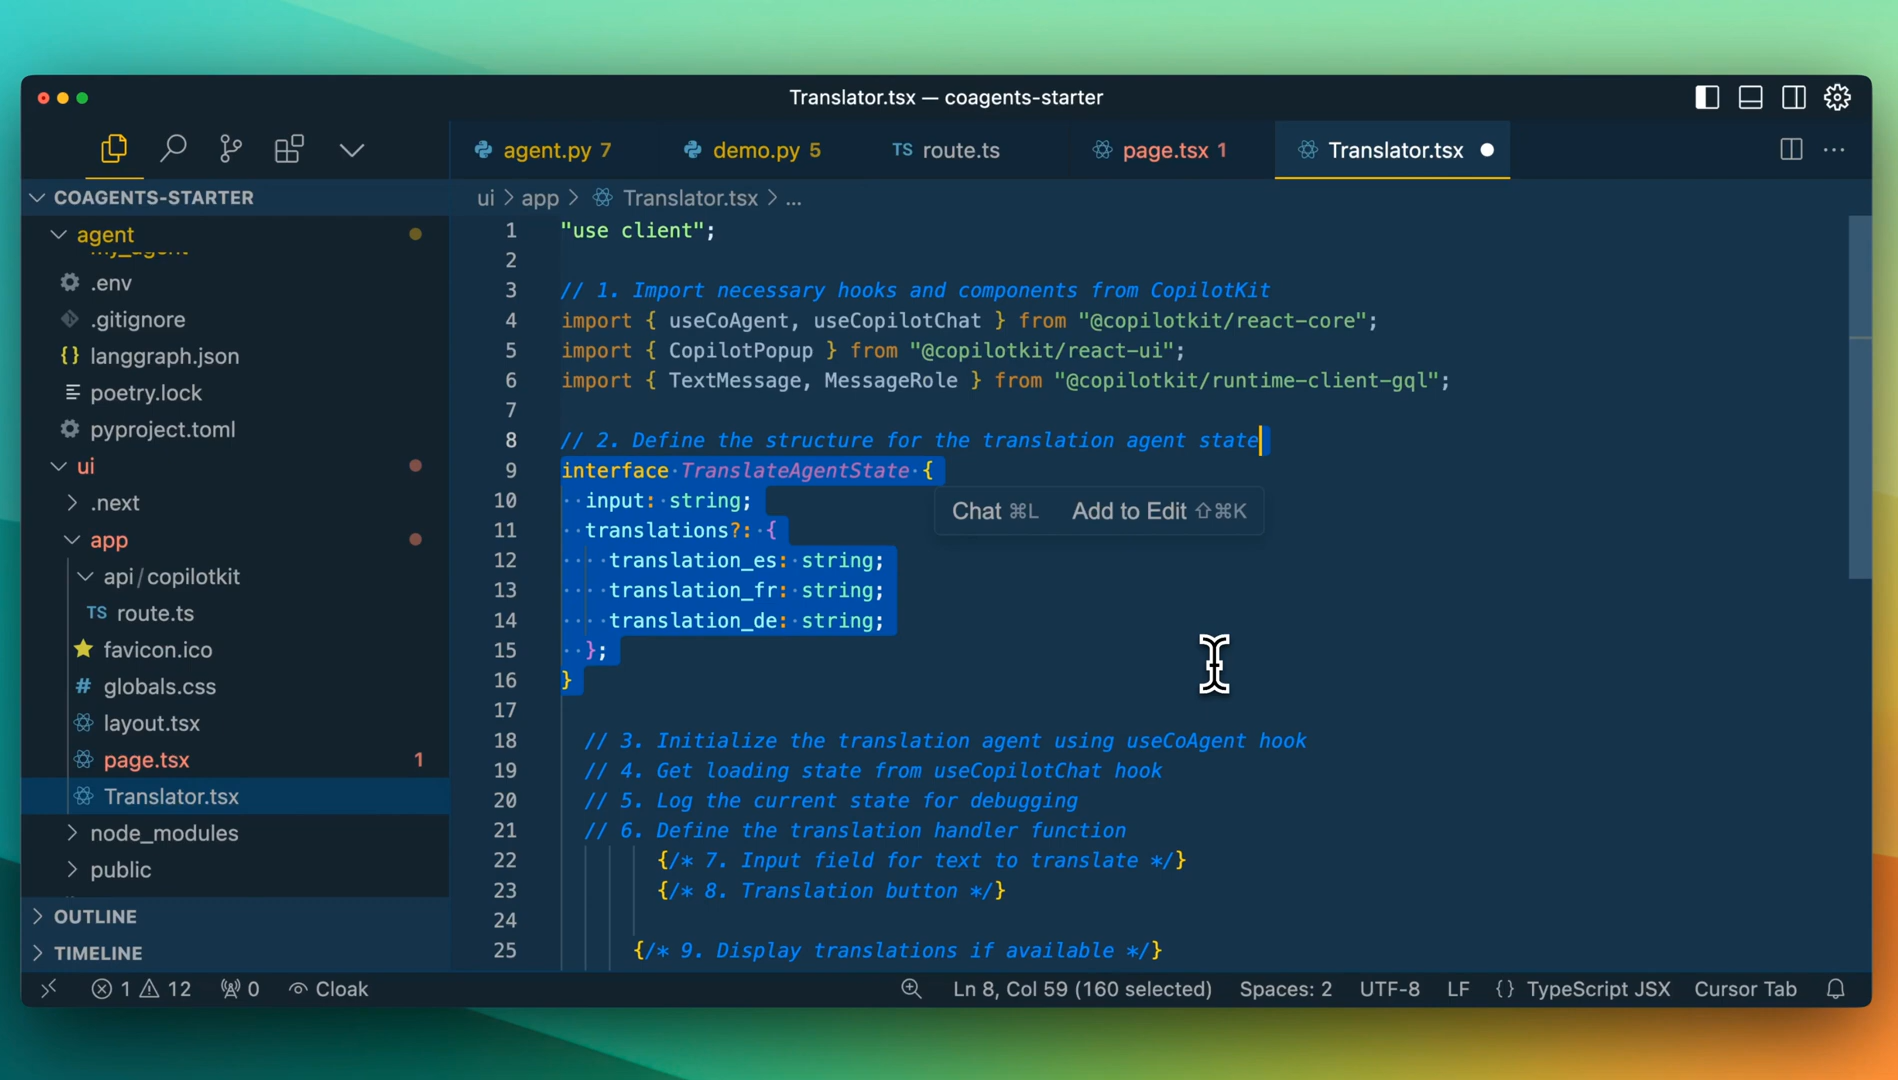 Translator.tsx — coagents-starter
agent.py 7
demo.py 5
TS route.ts
page.tsx 1
Translator.tsx
COAGENTS-STARTER
agent
my_agent
.env
.gitignore
{} langgraph.json
poetry.lock
pyproject.toml
ui
.next
app
api/copilotkit
TS route.ts
favicon.ico
# globals.css
layout.tsx
page.tsx 1
Translator.tsx
node_modules
public
OUTLINE
TIMELINE
ui > app > Translator.tsx > ...
1 "use client";
2
3 // 1. Import necessary hooks and components from CopilotKit
4 import { useCoAgent, useCopilotChat } from "@copilotkit/react-core";
5 import { CopilotPopup } from "@copilotkit/react-ui";
6 import { TextMessage, MessageRole } from "@copilotkit/runtime-client-gql";
7
8 // 2. Define the structure for the translation agent state
9 interface TranslateAgentState {
10 input: string;
11 translations?: {
12 translation_es: string;
13 translation_fr: string;
14 translation_de: string;
15 };
16 }
17
18 // 3. Initialize the translation agent using useCoAgent hook
19 // 4. Get loading state from useCopilotChat hook
20 // 5. Log the current state for debugging
21 // 6. Define the translation handler function
22 {/* 7. Input field for text to translate */}
23 {/* 8. Translation button */}
24
25 {/* 9. Display translations if available */}
Chat ⌘L Add to Edit ⇧⌘K
1 12 0 Cloak
Ln 8, Col 59 (160 selected) Spaces: 2 UTF-8 LF {} TypeScript JSX Cursor Tab